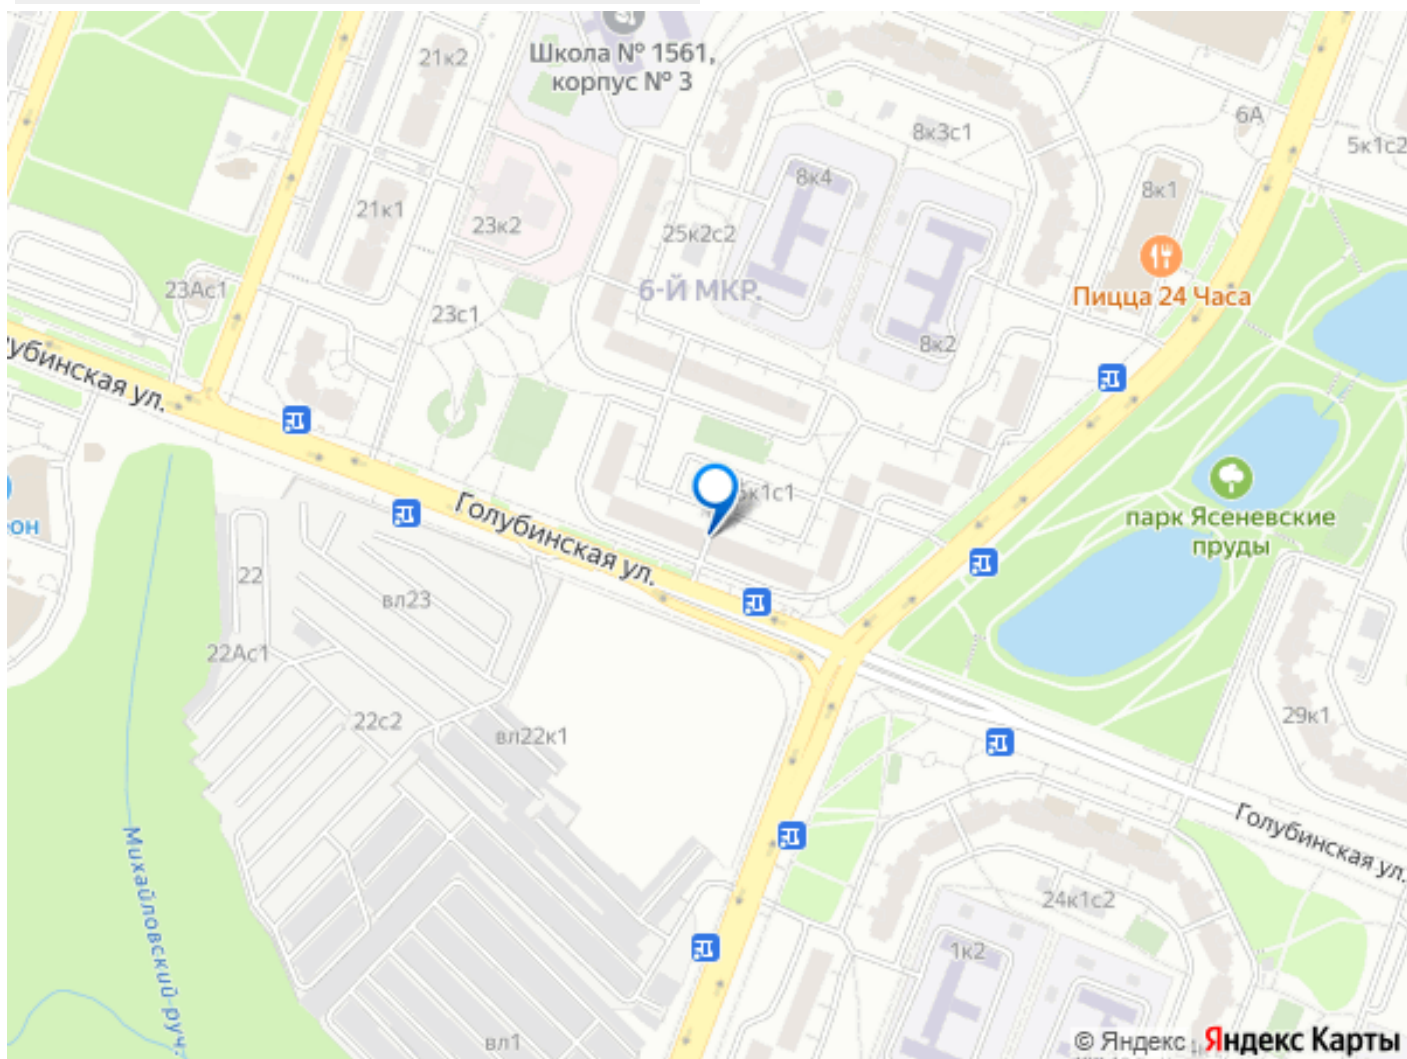 Школа № 1561,
корпус № 3
21к2
8к3с1
6А
5к1с2
8к4
8к1
21к1
23к2
25к2с2
Пицца 24 Часа
23Ас1
6-Й МКР.
23с1
8к2
убинская ул.
Голубинская ул.
5к1с1
парк Ясеневские
пруды
22
вл23
22Ас1
22с2
вл22к1
29к1
Голубинская ул.
Михайловский руч.
24к1с2
1к2
вл1
© Яндекс Яндекс Карты